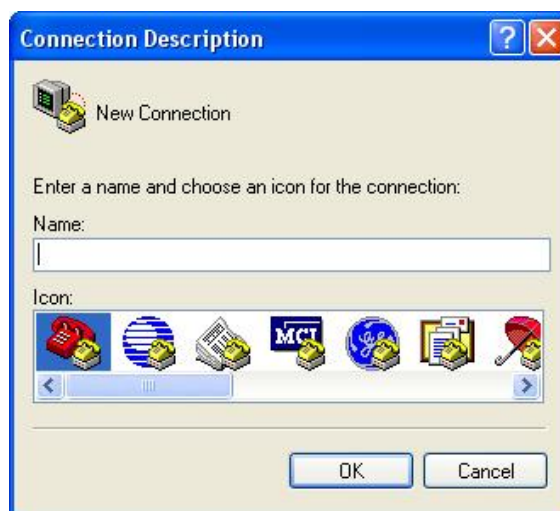 Connection Description
New Connection
Enter a name and choose an icon for the connection:
Name:
Icon:
MCI
OK
Cancel